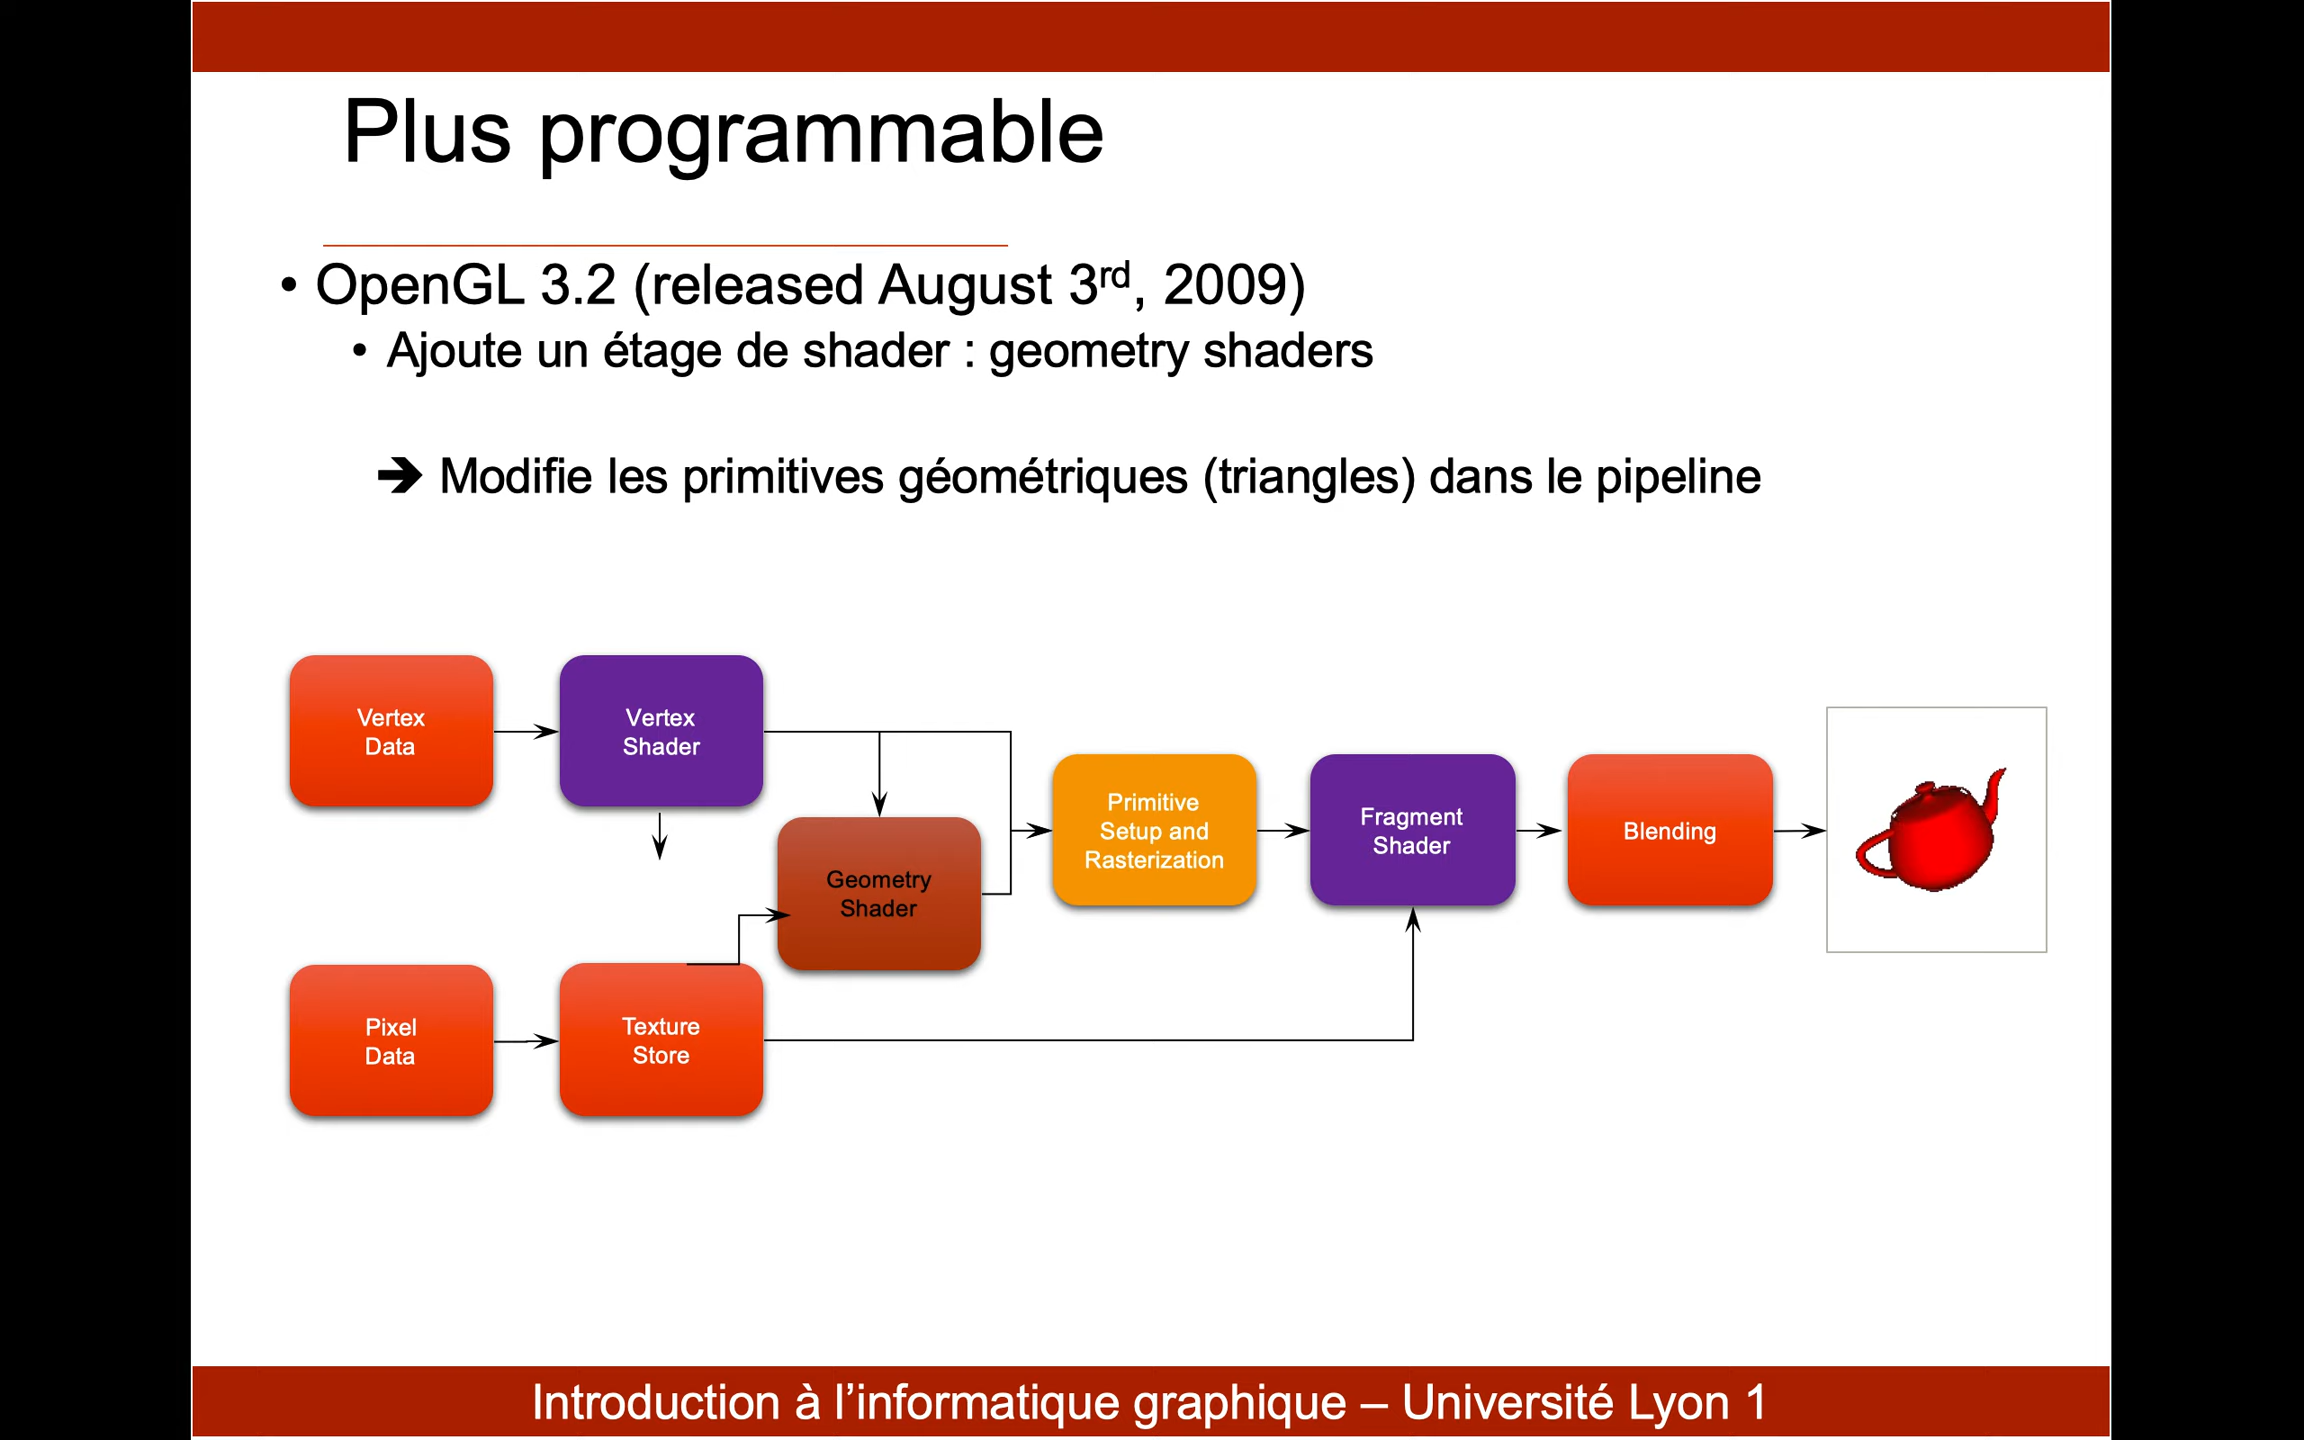 Plus programmable
• OpenGL 3.2 (released August 3rd, 2009)
• Ajoute un étage de shader : geometry shaders
➔ Modifie les primitives géométriques (triangles) dans le pipeline
Vertex
Data
Vertex
Shader
Geometry
Shader
Primitive
Setup and
Rasterization
Fragment
Shader
Blending
Pixel
Data
Texture
Store
Introduction à l’informatique graphique – Université Lyon 1